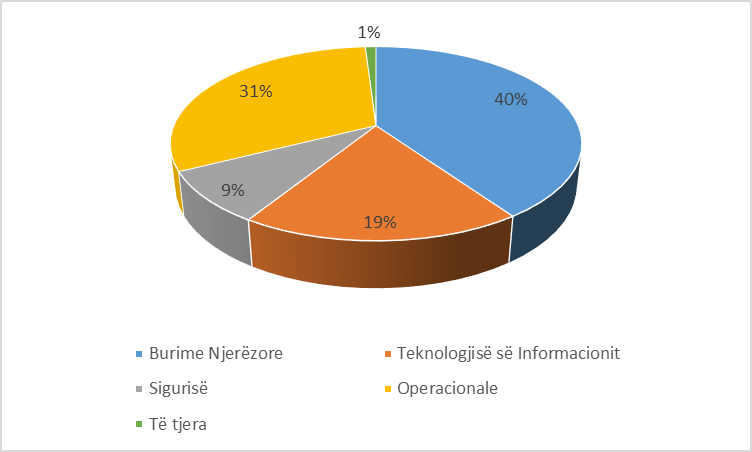 1%
31%
40%
9%
19%
Burime Njerëzore
Teknologjisë së Informacionit
Sigurisë
Operacionale
Të tjera